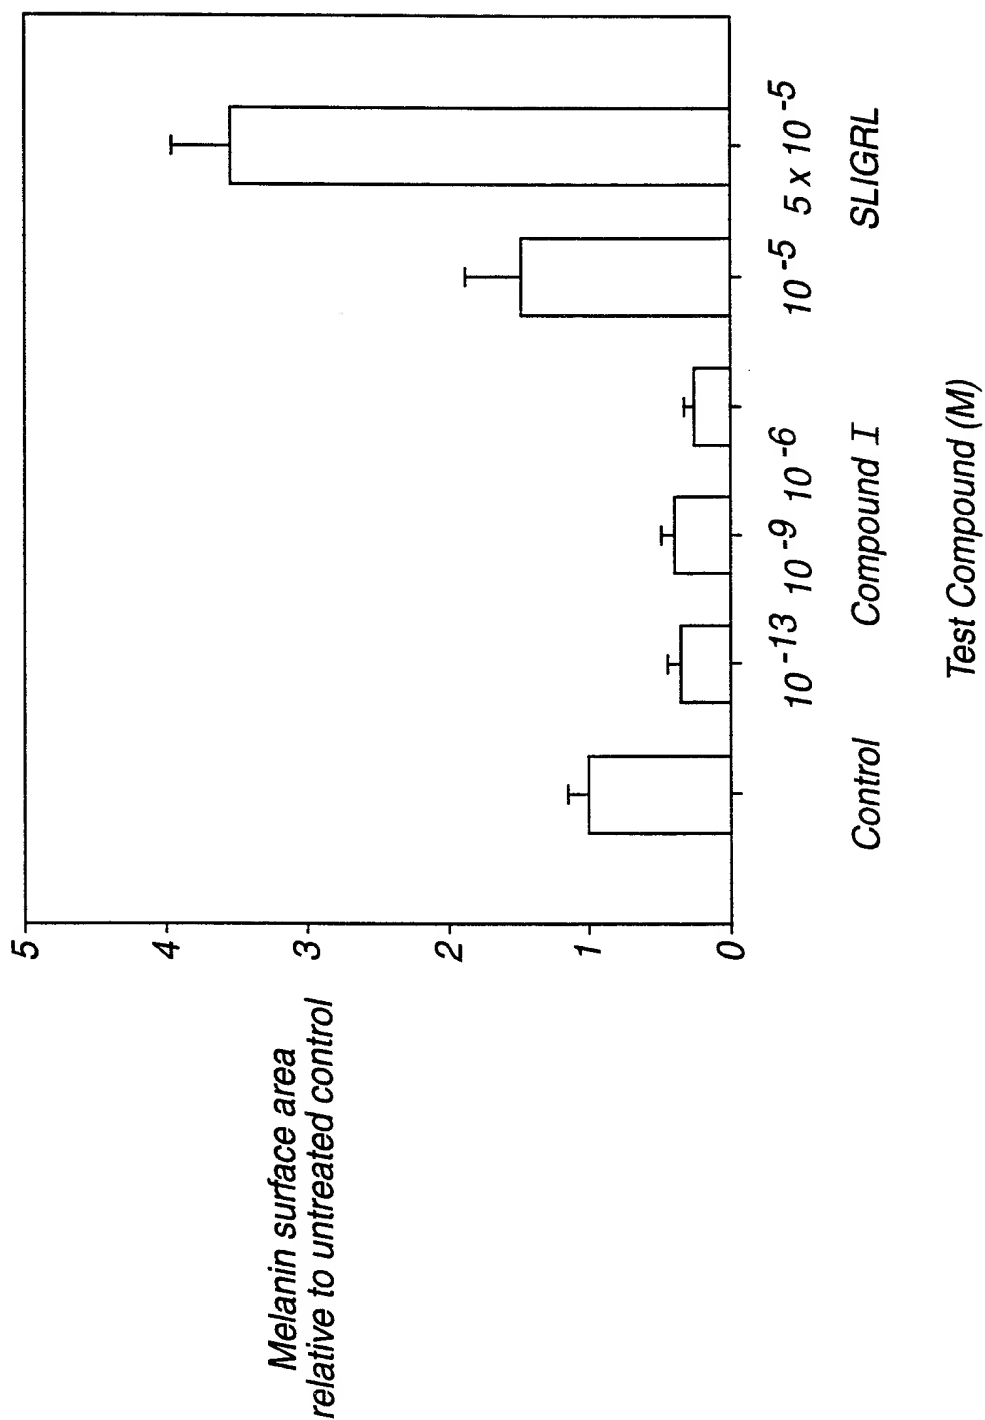 Melanin surface area
relative to untreated control
5
4
3
2
1
0
10-13 10-9 10-6 10-5 5 x 10-5
Control Compound I SLIGRL
Test Compound (M)